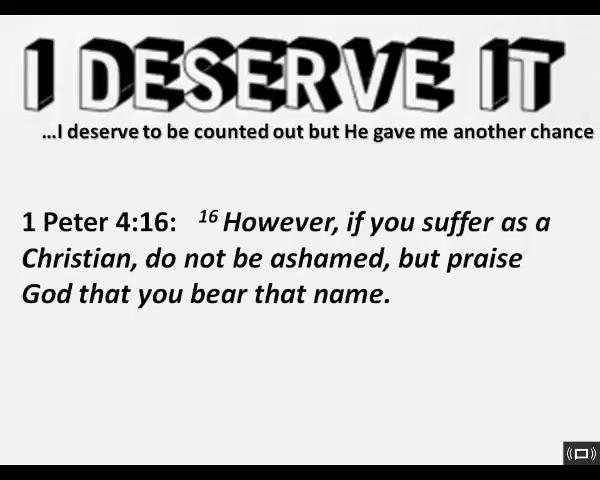 I DESERVE IT
...I deserve to be counted out but He gave me another chance
1 Peter 4:16: 16 However, if you suffer as a
Christian, do not be ashamed, but praise
God that you bear that name.